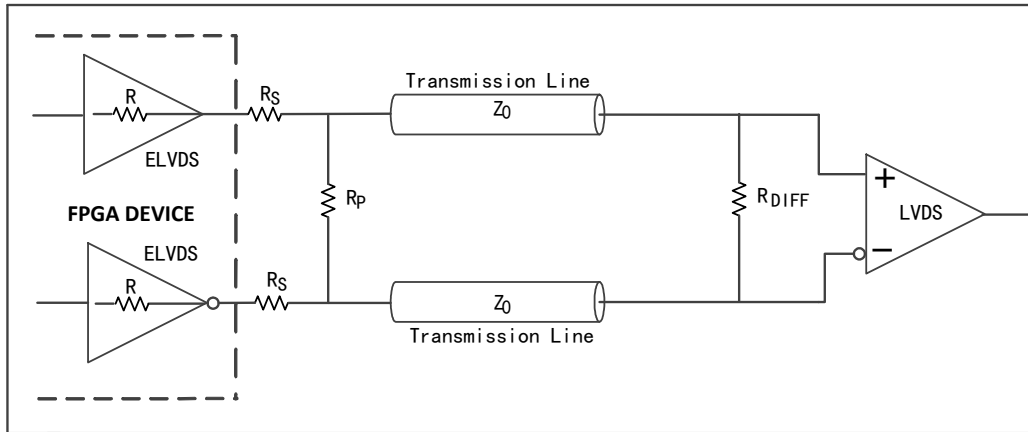 Transmission Line
R
RS
Z0
ELVDS
RP
RDIFF
LVDS
+
−
FPGA DEVICE
ELVDS
R
RS
Z0
Transmission Line